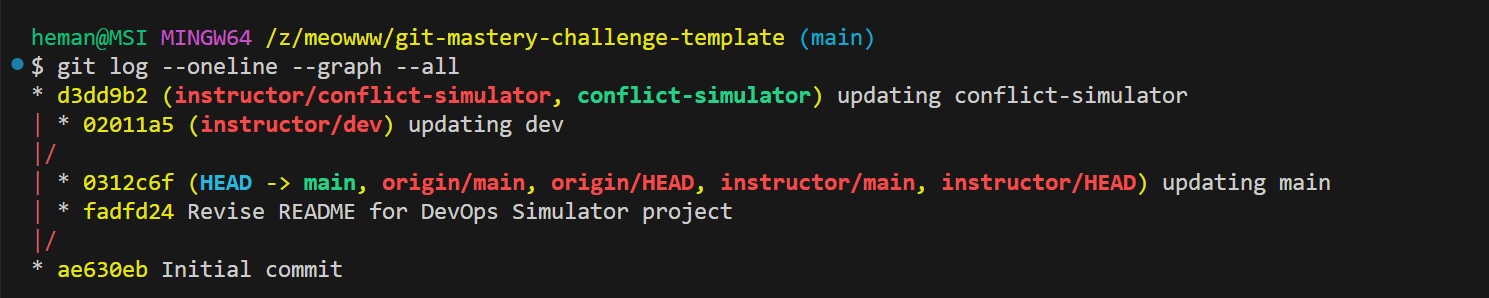 heman@MSI MINGW64 /z/meowww/git-mastery-challenge-template (main)
$ git log --oneline --graph --all
* d3dd9b2 (instructor/conflict-simulator, conflict-simulator) updating conflict-simulator
| * 02011a5 (instructor/dev) updating dev
|/
| * 0312c6f (HEAD -> main, origin/main, origin/HEAD, instructor/main, instructor/HEAD) updating main
| * fadfd24 Revise README for DevOps Simulator project
|/
* ae630eb Initial commit